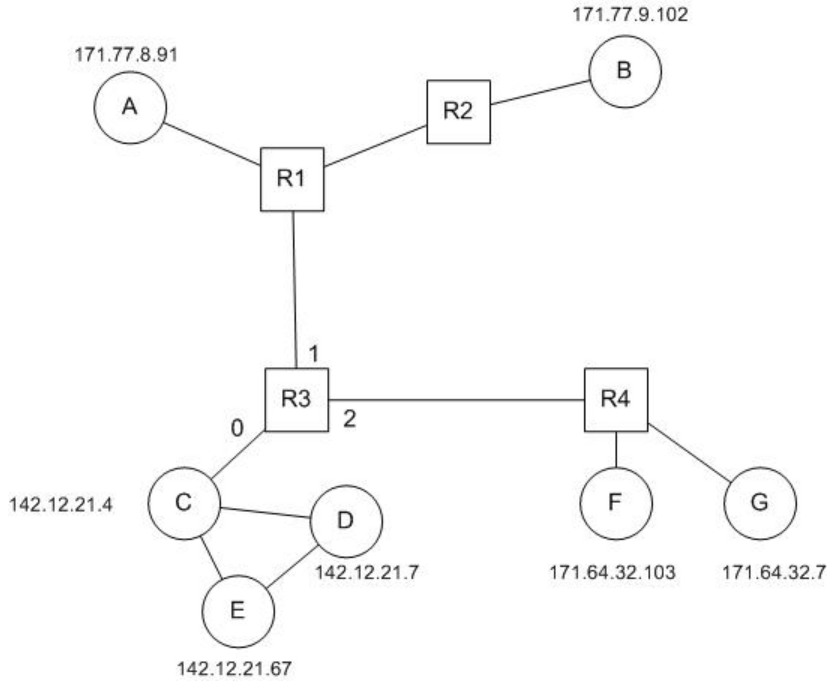 171.77.9.102
171.77.8.91
A
B
R2
R1
1
R3
R4
0
2
C
D
F
G
142.12.21.4
142.12.21.7
171.64.32.103
171.64.32.7
E
142.12.21.67